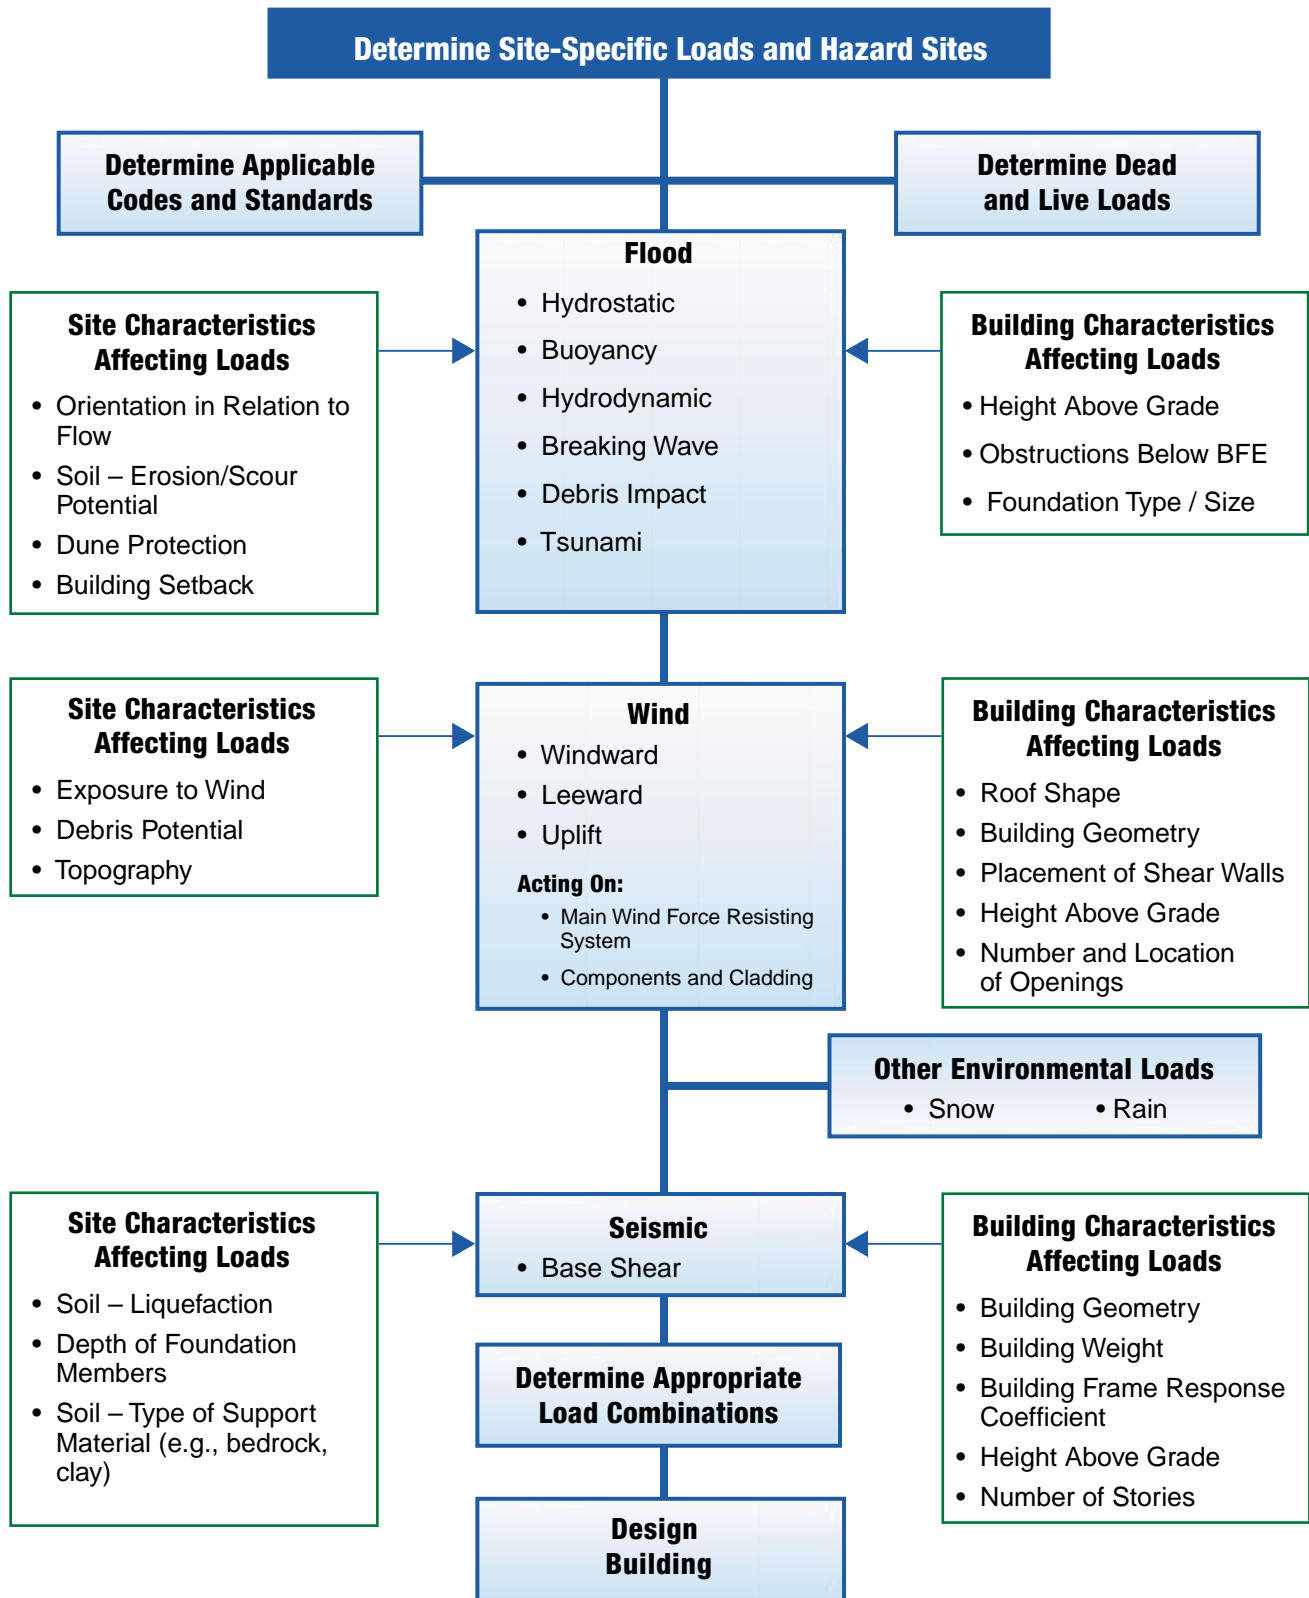 Determine Site-Specific Loads and Hazard Sites
Determine Applicable
Codes and Standards
Determine Dead
and Live Loads
Flood
• Hydrostatic
• Buoyancy
• Hydrodynamic
• Breaking Wave
• Debris Impact
• Tsunami
Site Characteristics
Affecting Loads
• Orientation in Relation to
Flow
• Soil – Erosion/Scour
Potential
• Dune Protection
• Building Setback
Building Characteristics
Affecting Loads
• Height Above Grade
• Obstructions Below BFE
• Foundation Type / Size
Site Characteristics
Affecting Loads
• Exposure to Wind
• Debris Potential
• Topography
Wind
• Windward
• Leeward
• Uplift
Acting On:
• Main Wind Force Resisting
System
• Components and Cladding
Building Characteristics
Affecting Loads
• Roof Shape
• Building Geometry
• Placement of Shear Walls
• Height Above Grade
• Number and Location
of Openings
Other Environmental Loads
• Snow • Rain
Site Characteristics
Affecting Loads
• Soil – Liquefaction
• Depth of Foundation
Members
• Soil – Type of Support
Material (e.g., bedrock,
clay)
Seismic
• Base Shear
Building Characteristics
Affecting Loads
• Building Geometry
• Building Weight
• Building Frame Response
Coefficient
• Height Above Grade
• Number of Stories
Determine Appropriate
Load Combinations
Design
Building